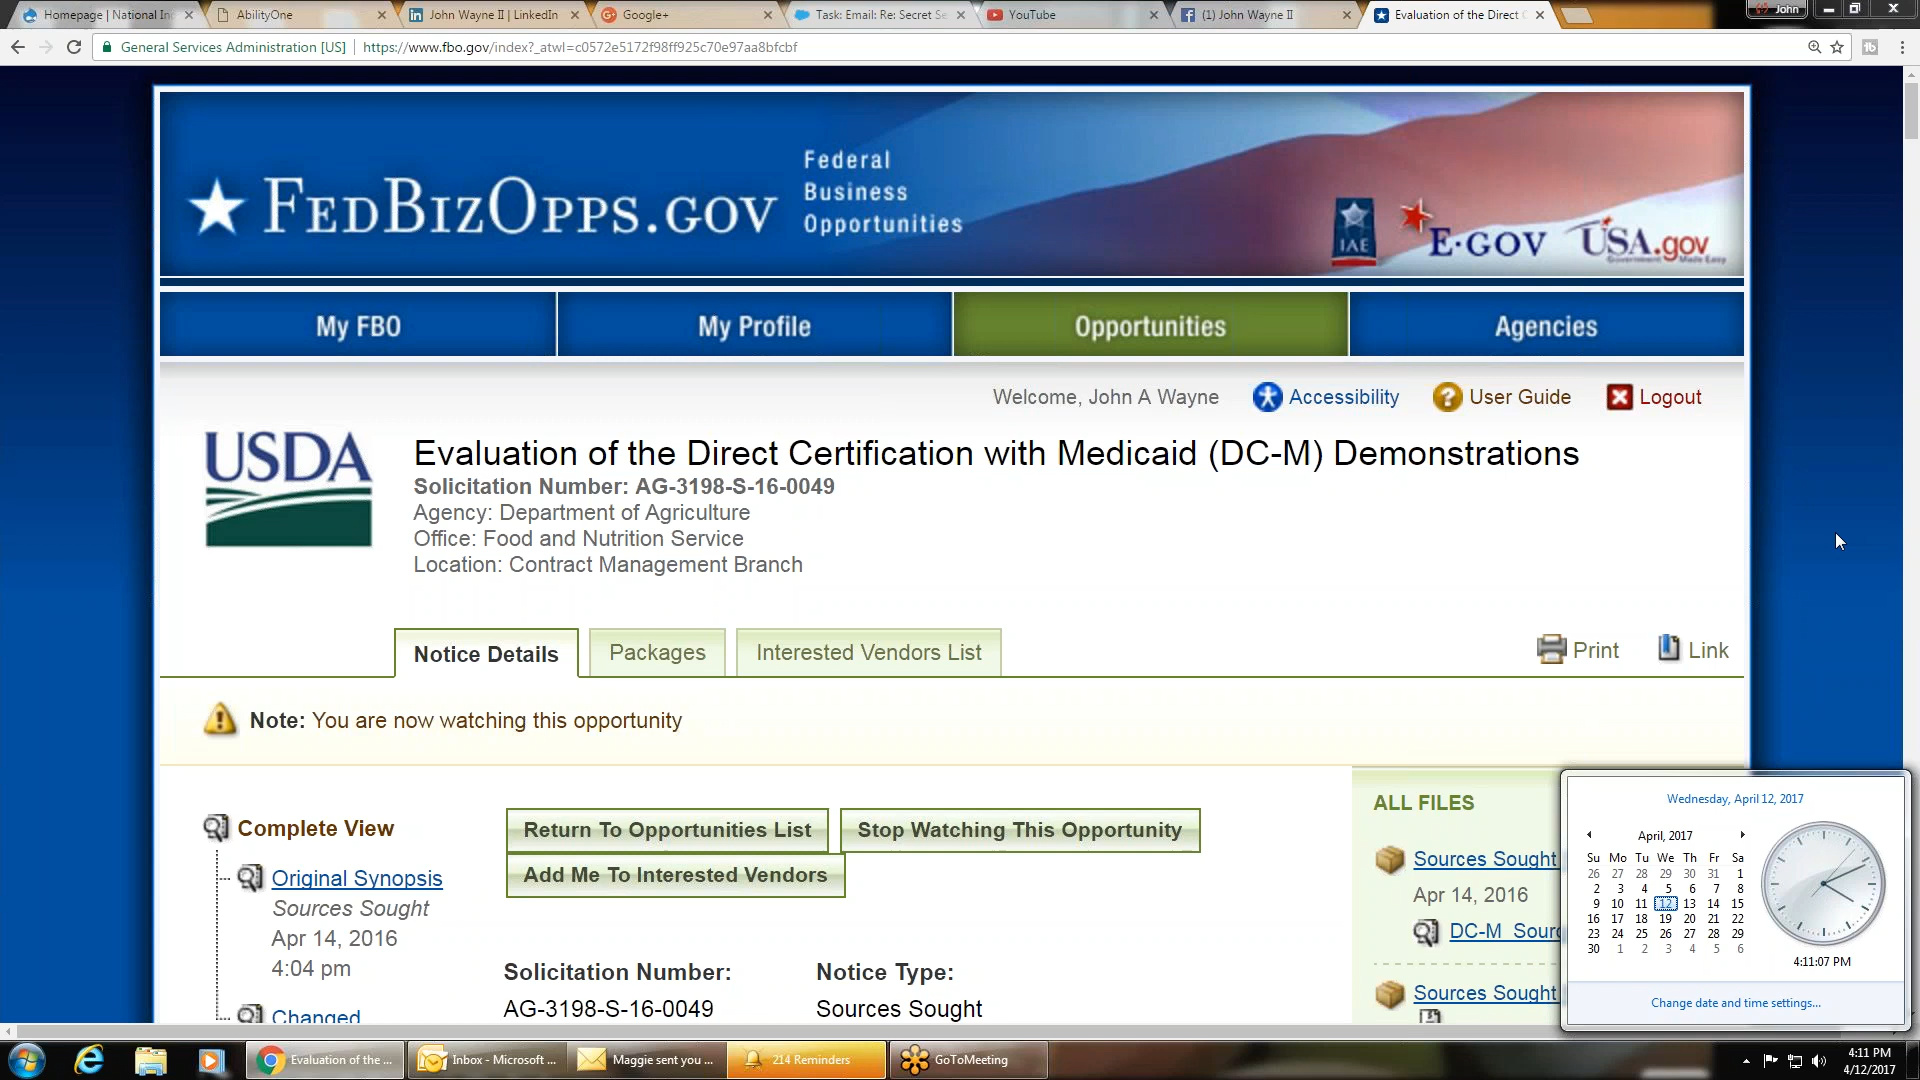 Homepage | National In
AbilityOne
John Wayne II | LinkedIn
Google+
Task: Email: Re: Secret Se
YouTube
(1) John Wayne II
Evaluation of the Direct C
John
General Services Administration [US]
https://www.fbo.gov/index?_atwl=c0572e5172f98ff925c70e97aa8bfcbf
FEDBIZOPPS.GOV
Federal
Business
Opportunities
IAE
E·GOV
USA.gov
Government Made Easy
My FBO
My Profile
Opportunities
Agencies
Welcome, John A Wayne
Accessibility
User Guide
Logout
USDA
Evaluation of the Direct Certification with Medicaid (DC-M) Demonstrations
Solicitation Number: AG-3198-S-16-0049
Agency: Department of Agriculture
Office: Food and Nutrition Service
Location: Contract Management Branch
Notice Details
Packages
Interested Vendors List
Print
Link
Note: You are now watching this opportunity
Complete View
Original Synopsis
Sources Sought
Apr 14, 2016
4:04 pm
Changed
Return To Opportunities List
Stop Watching This Opportunity
Add Me To Interested Vendors
Solicitation Number:
AG-3198-S-16-0049
Notice Type:
Sources Sought
ALL FILES
Sources Sought
Apr 14, 2016
DC-M_Sourc
Sources Sought
Wednesday, April 12, 2017
April, 2017
Su Mo Tu We Th Fr Sa
26 27 28 29 30 31 1
2 3 4 5 6 7 8
9 10 11 12 13 14 15
16 17 18 19 20 21 22
23 24 25 26 27 28 29
30 1 2 3 4 5 6
4:11:07 PM
Change date and time settings...
Evaluation of the ...
Inbox - Microsoft ...
Maggie sent you ...
214 Reminders
GoToMeeting
4:11 PM
4/12/2017